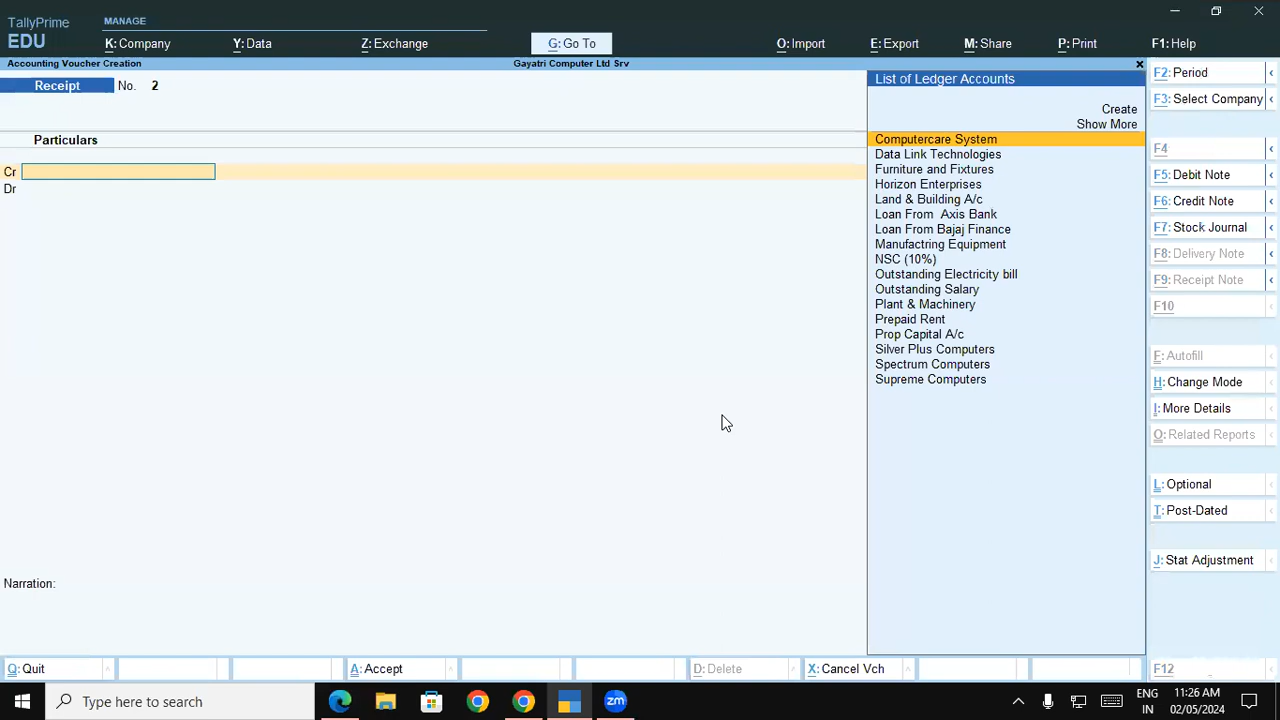 TallyPrime
EDU
MANAGE
K: Company
Y: Data
Z: Exchange
G: Go To
O: Import
E: Export
M: Share
P: Print
F1: Help
Accounting Voucher Creation
Gayatri Computer Ltd Srv
Receipt
No. 2
Particulars
Cr
Dr
Narration:
List of Ledger Accounts
Create
Show More
Computercare System
Data Link Technologies
Furniture and Fixtures
Horizon Enterprises
Land & Building A/c
Loan From Axis Bank
Loan From Bajaj Finance
Manufactring Equipment
NSC (10%)
Outstanding Electricity bill
Outstanding Salary
Plant & Machinery
Prepaid Rent
Prop Capital A/c
Silver Plus Computers
Spectrum Computers
Supreme Computers
F2: Period
F3: Select Company
F4
F5: Debit Note
F6: Credit Note
F7: Stock Journal
F8: Delivery Note
F9: Receipt Note
F10
F: Autofill
H: Change Mode
I: More Details
O: Related Reports
L: Optional
T: Post-Dated
J: Stat Adjustment
Q: Quit
A: Accept
D: Delete
X: Cancel Vch
F12
Type here to search
zm
ENG
IN
11:26 AM
02/05/2024